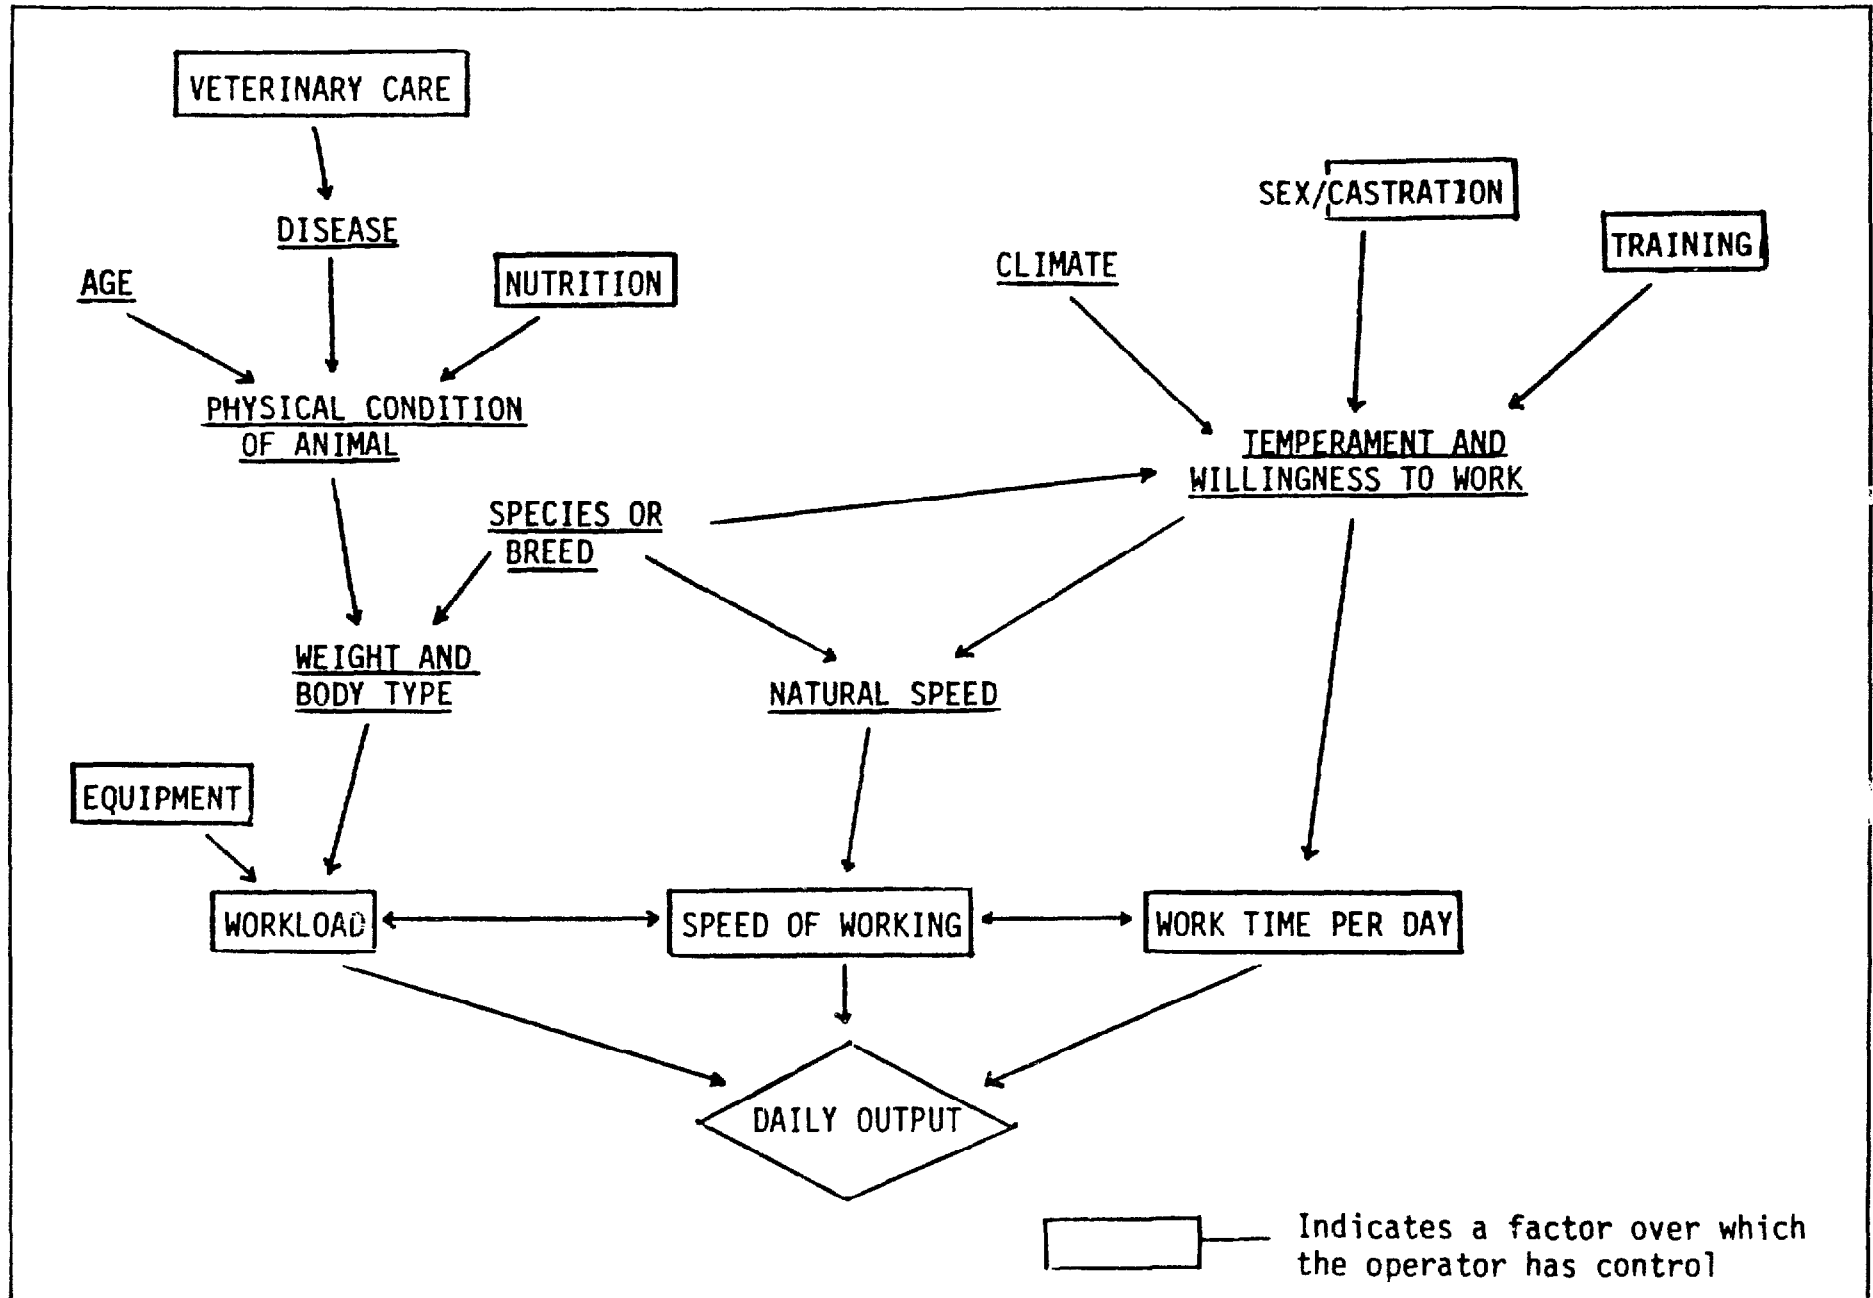 VETERINARY CARE
SEX/CASTRATION
DISEASE
TRAINING
AGE
NUTRITION
CLIMATE
PHYSICAL CONDITION
OF ANIMAL
TEMPERAMENT AND
WILLINGNESS TO WORK
SPECIES OR
BREED
WEIGHT AND
BODY TYPE
NATURAL SPEED
EQUIPMENT
WORKLOAD
SPEED OF WORKING
WORK TIME PER DAY
DAILY OUTPUT
Indicates a factor over which
the operator has control